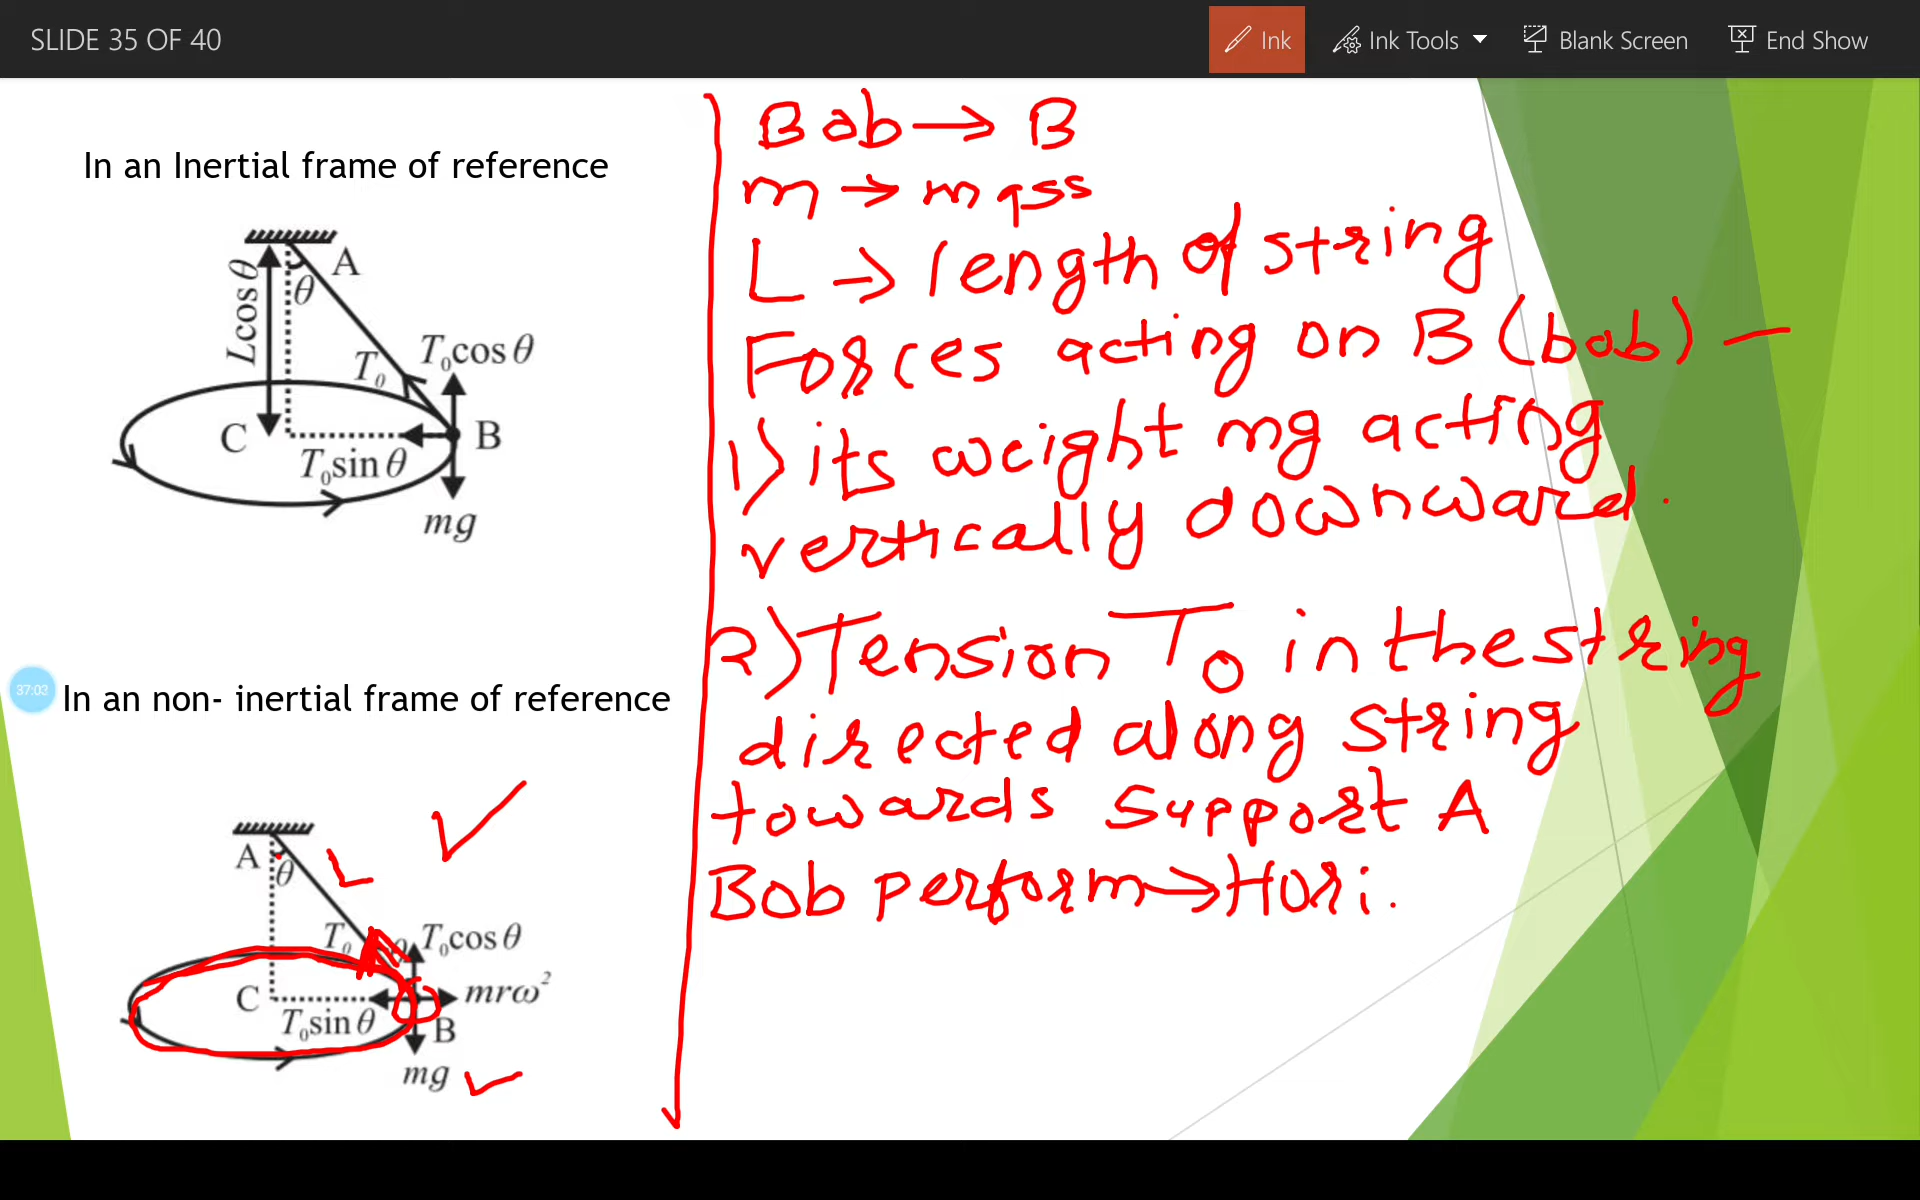 SLIDE 35 OF 40
Ink
Ink Tools
Blank Screen
End Show
In an Inertial frame of reference
A
θ
Lcos θ
T₀
T₀cos θ
C
B
T₀sin θ
mg
37:03
In an non- inertial frame of reference
A
θ
L
T₀
θ
T₀cos θ
C
mrω²
T₀sin θ
B
mg
Bob → B
m → mass
L → length of string
Forces acting on B (bob) —
1) its weight mg acting
vertically downward.
2) Tension T₀ in the string
directed along string
towards support A
Bob perform → Hori.